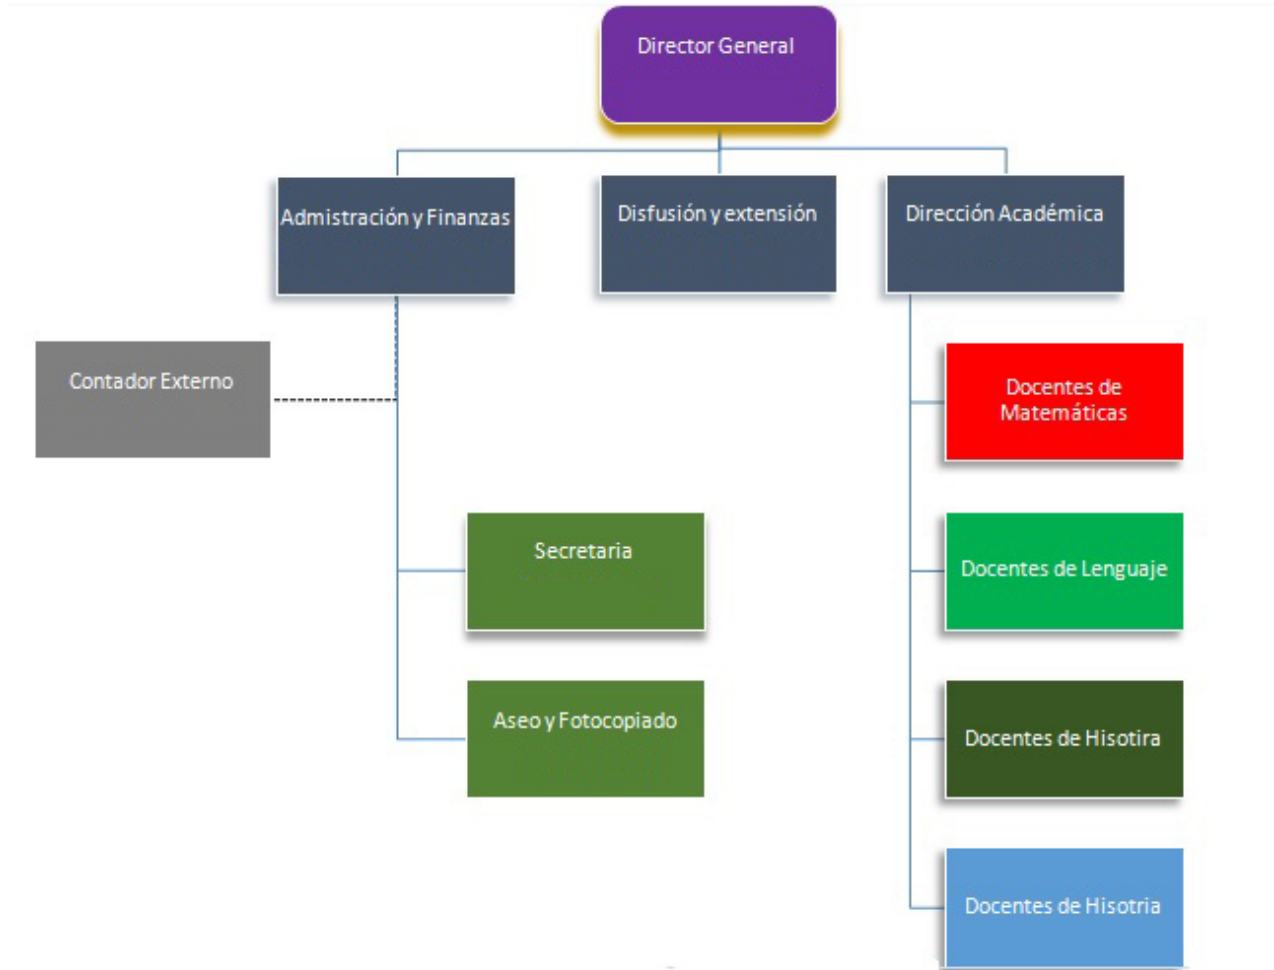 Director General
Admistración y Finanzas
Disfusión y extensión
Dirección Académica
Contador Externo
Docentes de
Matemáticas
Secretaria
Docentes de Lenguaje
Aseo y Fotocopiado
Docentes de Hisotira
Docentes de Hisotria